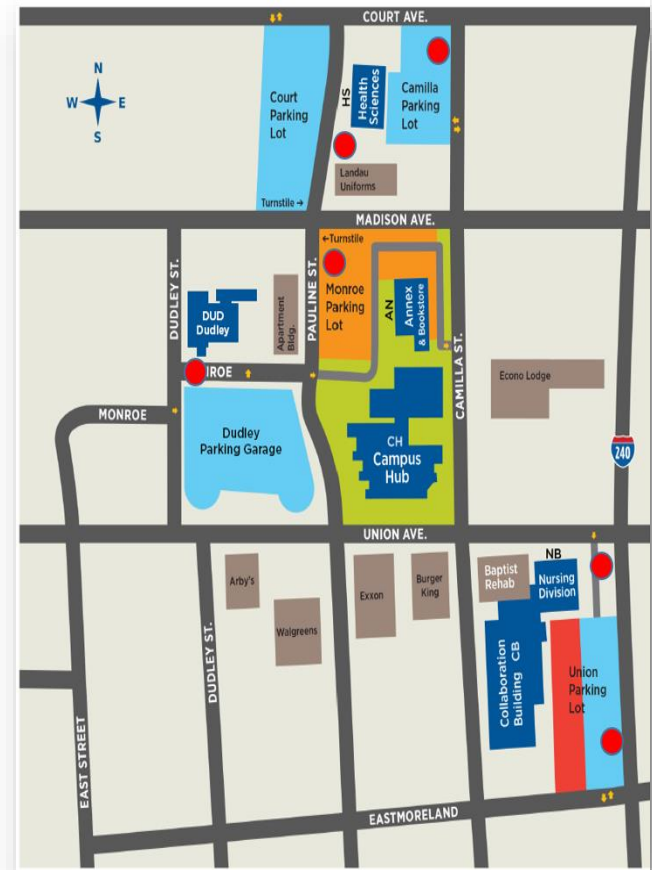 COURT AVE.
N
W E
S
Court
Parking
Lot
Turnstile →
HS
Health
Sciences
Camilla
Parking
Lot
Landau
Uniforms
MADISON AVE.
←Turnstile
Monroe
Parking
Lot
DUDLEY ST.
PAULINE ST.
DUD
Dudley
Apartment
Bldg.
AN
Annex
& Bookstore
CAMILLA ST.
Econo Lodge
MONROE
Dudley
Parking Garage
CH
Campus
Hub
240
UNION AVE.
Arby's
Walgreens
Exxon
Burger
King
Baptist
Rehab
NB
Nursing
Division
Collaboration
Building CB
Union
Parking
Lot
DUDLEY ST.
EAST STREET
EASTMORELAND